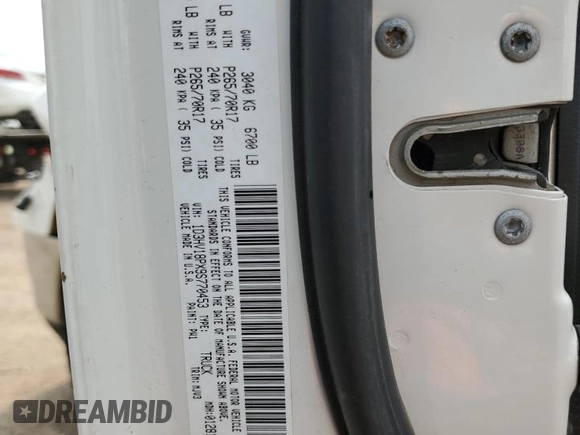 GVWR: 3040 KG 6700 LB
LB WITH P265/70R17 TIRES
RIMS AT 240 KPA ( 35 PSI) COLD
LB WITH P265/70R17 TIRES
RIMS AT 240 KPA ( 35 PSI) COLD
THIS VEHICLE CONFORMS TO ALL APPLICABLE U.S.A. FEDERAL MOTOR VEHICLE
STANDARDS IN EFFECT ON THE DATE OF MANUFACTURE SHOWN ABOVE.
VIN: 1D3HV18PX9S770453 TYPE: TRUCK
VEHICLE MADE IN U.S.A. PAINT: PW1 TRIM:
DREAMBID